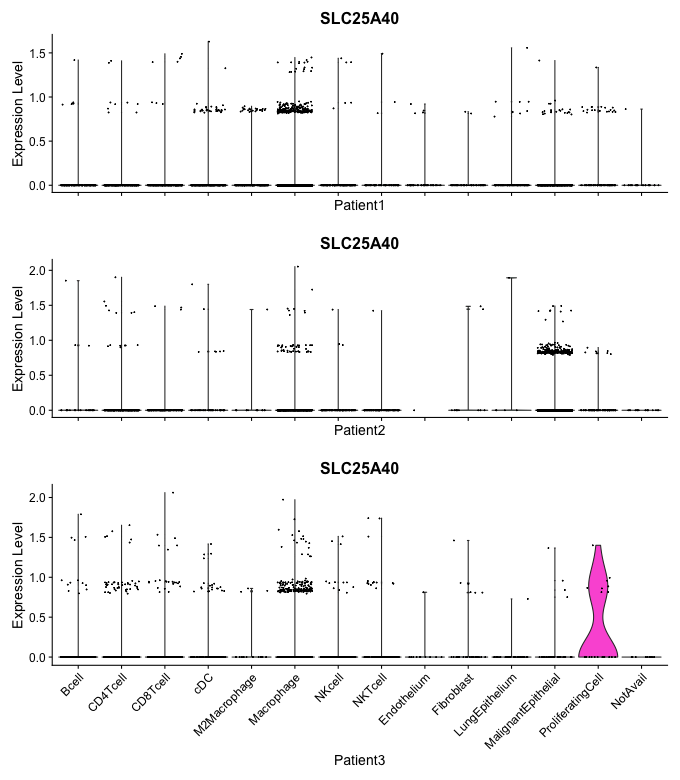 SLC25A40
Expression Level
1.5
1.0
0.5
0.0
Patient1
SLC25A40
Expression Level
2.0
1.5
1.0
0.5
0.0
Patient2
SLC25A40
Expression Level
2.0
1.5
1.0
0.5
0.0
Bcell
CD4Tcell
CD8Tcell
cDC
M2Macrophage
Macrophage
NKcell
NKTcell
Endothelium
Fibroblast
LungEpithelium
MalignantEpithelial
ProliferatingCell
NotAvail
Patient3